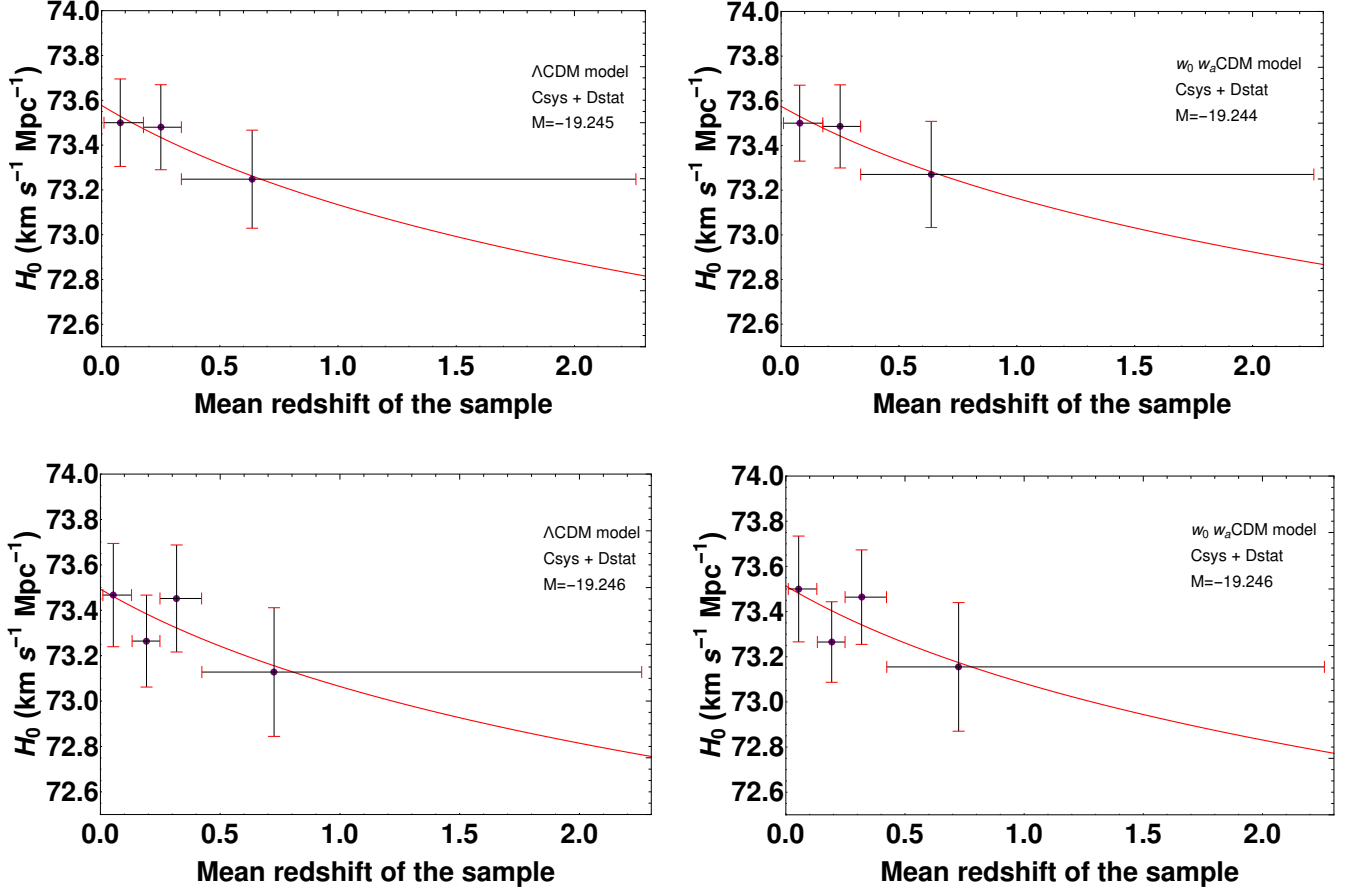 74.0
73.8
73.6
73.4
73.2
73.0
72.8
72.6
H₀ (km s⁻¹ Mpc⁻¹)
ΛCDM model
Csys + Dstat
M=−19.245
0.0 0.5 1.0 1.5 2.0
Mean redshift of the sample
74.0
73.8
73.6
73.4
73.2
73.0
72.8
72.6
H₀ (km s⁻¹ Mpc⁻¹)
w₀ wₐCDM model
Csys + Dstat
M=−19.244
0.0 0.5 1.0 1.5 2.0
Mean redshift of the sample
74.0
73.8
73.6
73.4
73.2
73.0
72.8
72.6
H₀ (km s⁻¹ Mpc⁻¹)
ΛCDM model
Csys + Dstat
M=−19.246
0.0 0.5 1.0 1.5 2.0
Mean redshift of the sample
74.0
73.8
73.6
73.4
73.2
73.0
72.8
72.6
H₀ (km s⁻¹ Mpc⁻¹)
w₀ wₐCDM model
Csys + Dstat
M=−19.246
0.0 0.5 1.0 1.5 2.0
Mean redshift of the sample